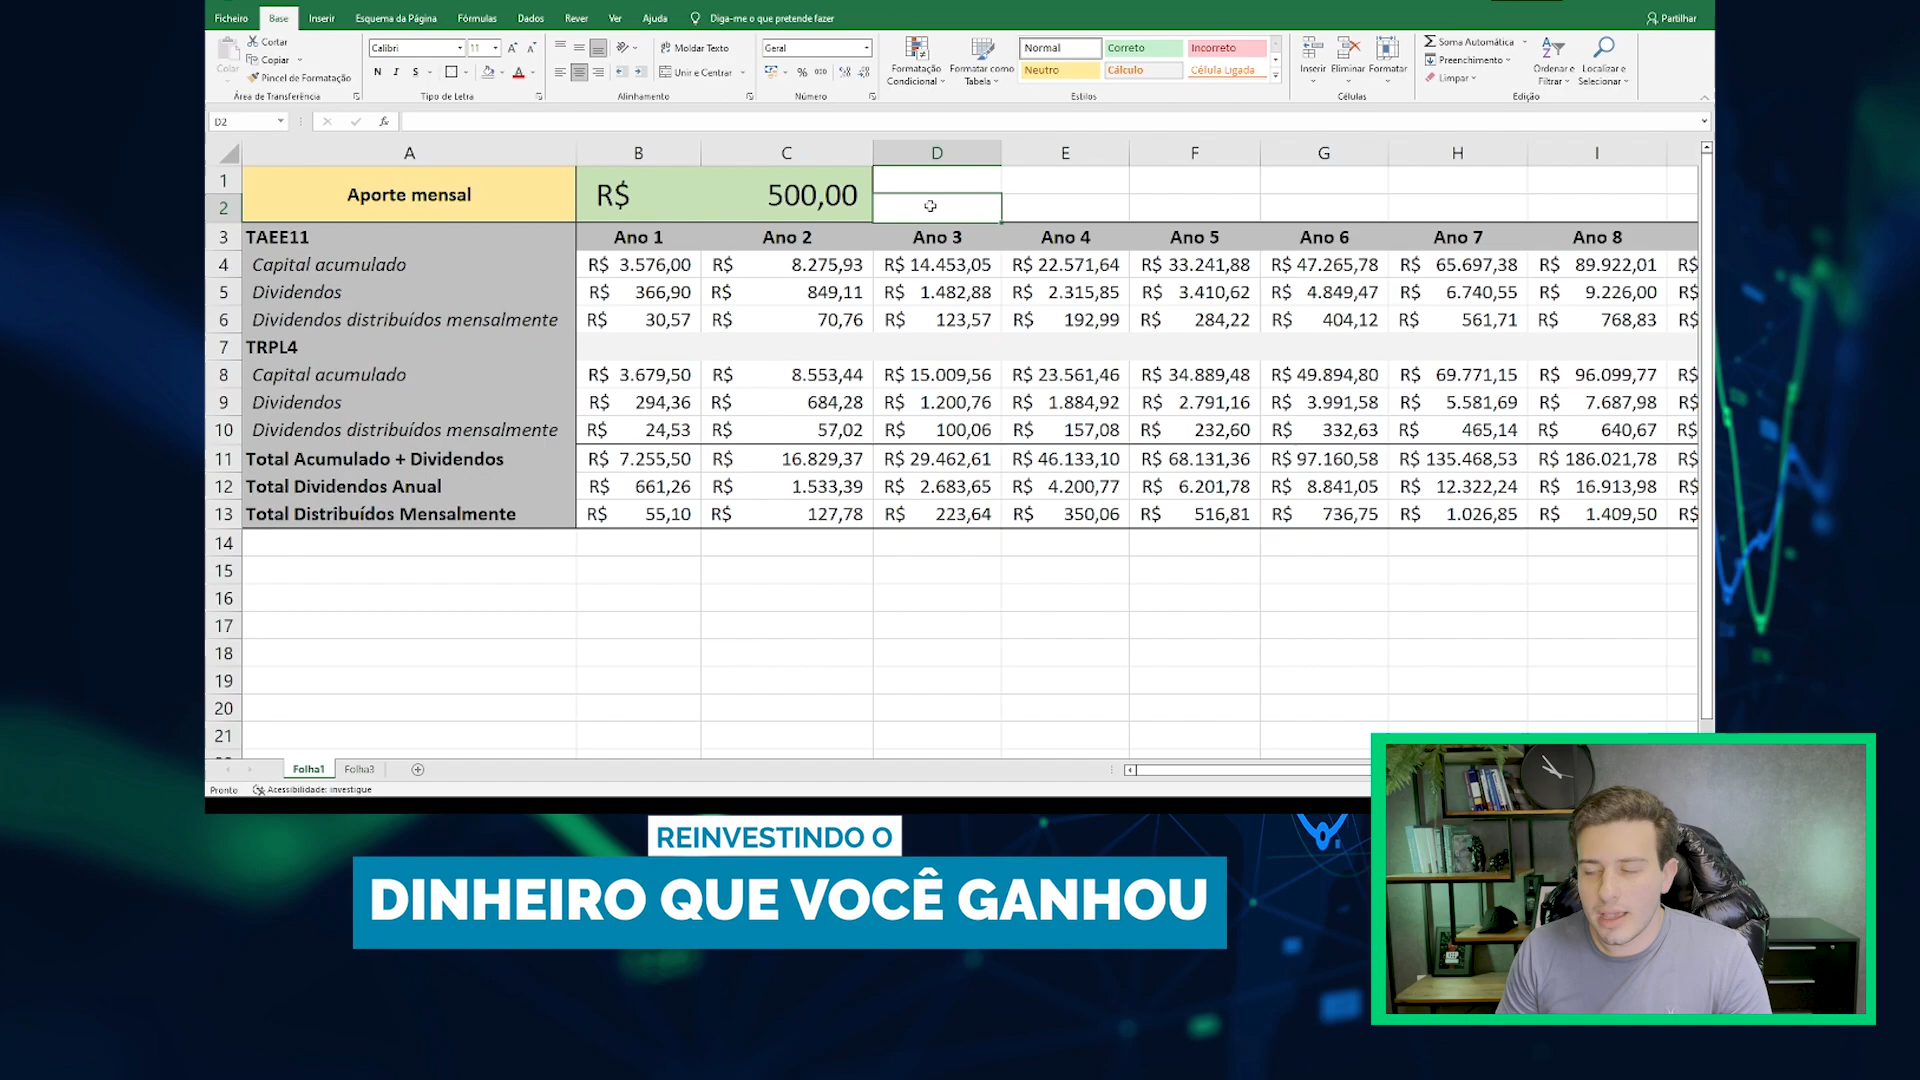 Ficheiro Base Inserir Esquema da Página Fórmulas Dados Rever Ver Ajuda Diga-me o que pretende fazer Partilhar
Colar Cortar Copiar Pincel de Formatação
Calibri 11 N I S
Moldar Texto Unir e Centrar
Geral % 000
Formatação Condicional Formatar como Tabela
Normal Correto Incorreto
Neutro Cálculo Célula Ligada
Inserir Eliminar Formatar
Soma Automática Preenchimento Limpar
Ordenar e Filtrar Localizar e Selecionar
Área de Transferência Tipo de Letra Alinhamento Número Estilos Células Edição
D2 fx
A B C D E F G H I
1 Aporte mensal R$ 500,00
2
3 TAEE11 Ano 1 Ano 2 Ano 3 Ano 4 Ano 5 Ano 6 Ano 7 Ano 8
4 Capital acumulado R$ 3.576,00 R$ 8.275,93 R$ 14.453,05 R$ 22.571,64 R$ 33.241,88 R$ 47.265,78 R$ 65.697,38 R$ 89.922,01 R$
5 Dividendos R$ 366,90 R$ 849,11 R$ 1.482,88 R$ 2.315,85 R$ 3.410,62 R$ 4.849,47 R$ 6.740,55 R$ 9.226,00 R$
6 Dividendos distribuídos mensalmente R$ 30,57 R$ 70,76 R$ 123,57 R$ 192,99 R$ 284,22 R$ 404,12 R$ 561,71 R$ 768,83 R$
7 TRPL4
8 Capital acumulado R$ 3.679,50 R$ 8.553,44 R$ 15.009,56 R$ 23.561,46 R$ 34.889,48 R$ 49.894,80 R$ 69.771,15 R$ 96.099,77 R$
9 Dividendos R$ 294,36 R$ 684,28 R$ 1.200,76 R$ 1.884,92 R$ 2.791,16 R$ 3.991,58 R$ 5.581,69 R$ 7.687,98 R$
10 Dividendos distribuídos mensalmente R$ 24,53 R$ 57,02 R$ 100,06 R$ 157,08 R$ 232,60 R$ 332,63 R$ 465,14 R$ 640,67 R$
11 Total Acumulado + Dividendos R$ 7.255,50 R$ 16.829,37 R$ 29.462,61 R$ 46.133,10 R$ 68.131,36 R$ 97.160,58 R$ 135.468,53 R$ 186.021,78 R$
12 Total Dividendos Anual R$ 661,26 R$ 1.533,39 R$ 2.683,65 R$ 4.200,77 R$ 6.201,78 R$ 8.841,05 R$ 12.322,24 R$ 16.913,98 R$
13 Total Distribuídos Mensalmente R$ 55,10 R$ 127,78 R$ 223,64 R$ 350,06 R$ 516,81 R$ 736,75 R$ 1.026,85 R$ 1.409,50 R$
14
15
16
17
18
19
20
21
Folha1 Folha3
Pronto Acessibilidade: investigue
REINVESTINDO O
DINHEIRO QUE VOCÊ GANHOU
KEEP